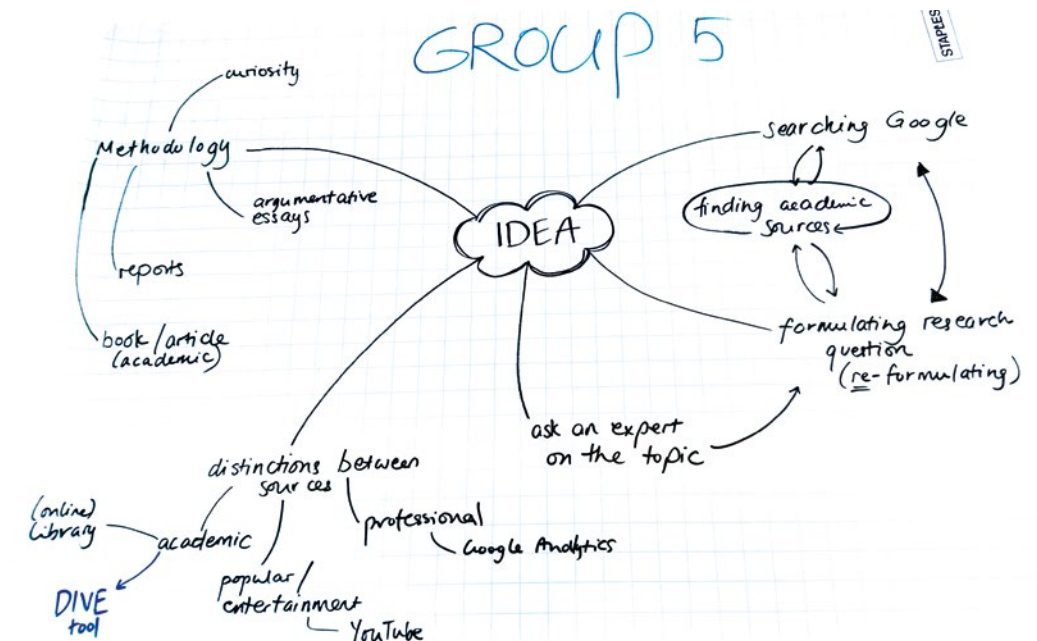 GROUP 5
STAPLES
curiosity
Methodology
argumentative
essays
reports
book/article
(academic)
IDEA
searching Google
finding academic
sources
formulating research
question
(re-formulating)
ask an expert
on the topic
distinctions between
sources
(online)
library
academic
DIVE
tool
popular/
entertainment
YouTube
professional
Google Analytics